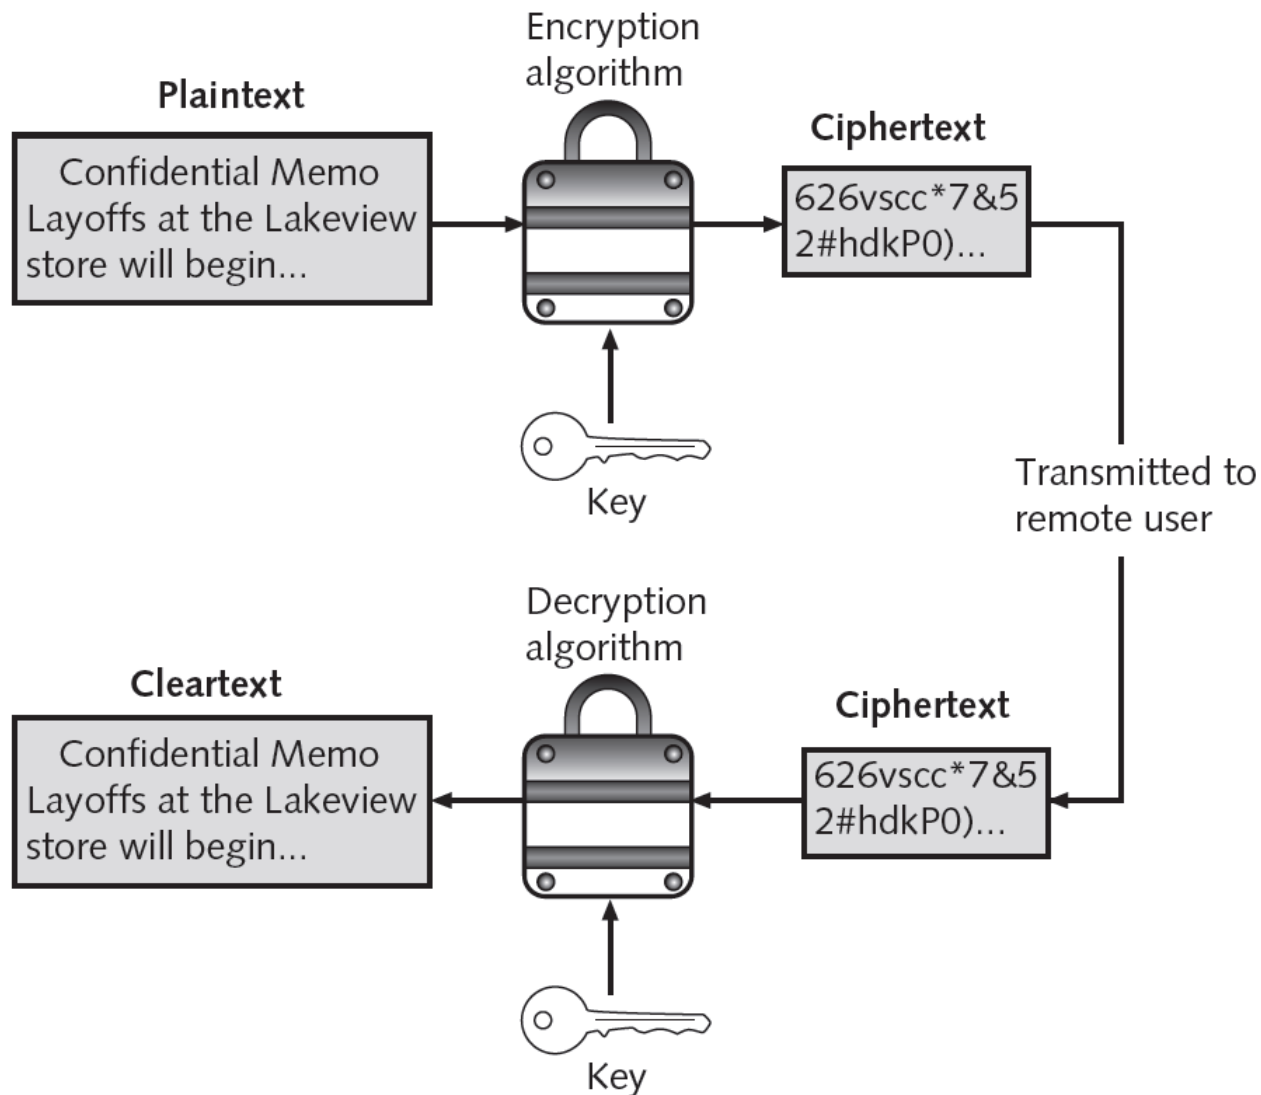 Encryption
algorithm
Plaintext
Ciphertext
Confidential Memo
Layoffs at the Lakeview
store will begin...
626vscc*7&5
2#hdkP0)...
Key
Transmitted to
remote user
Decryption
algorithm
Cleartext
Ciphertext
Confidential Memo
Layoffs at the Lakeview
store will begin...
626vscc*7&5
2#hdkP0)...
Key